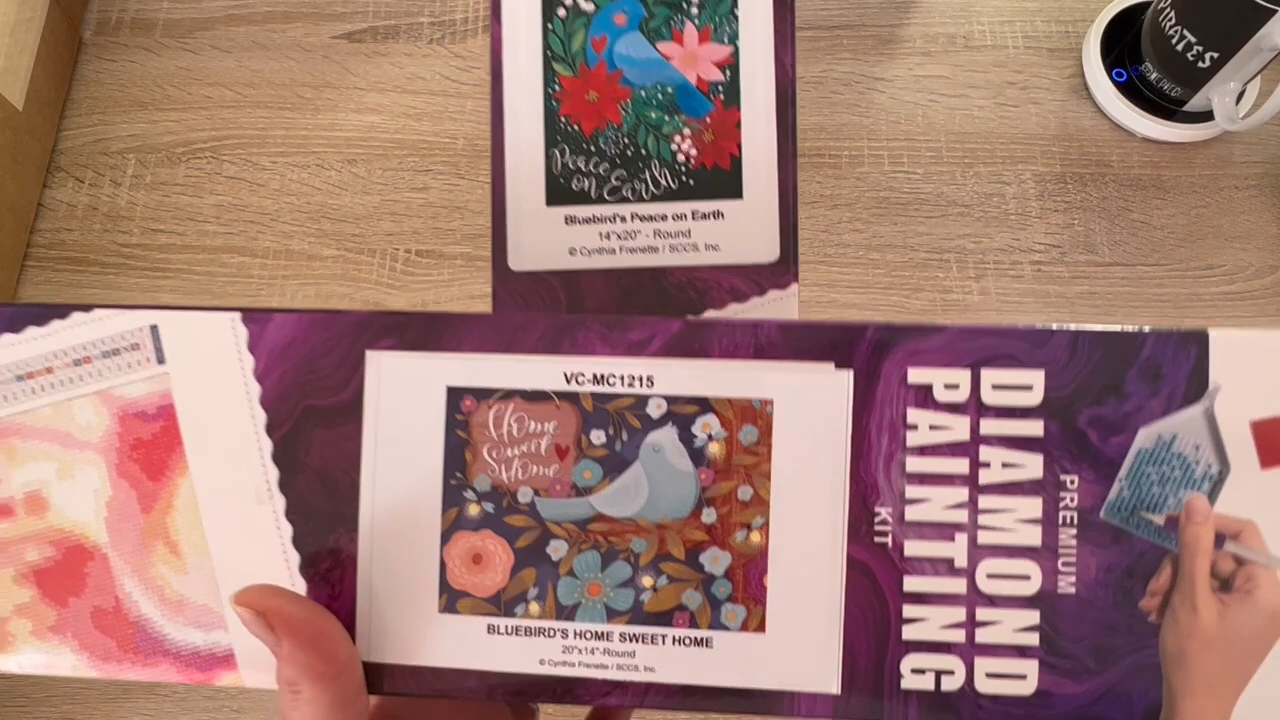 PIRATES
Peace
on Earth
Bluebird's Peace on Earth
14"x20" - Round
© Cynthia Frenette / SCCS, Inc.
VC-MC1215
Home
Sweet
Home
BLUEBIRD'S HOME SWEET HOME
20"x14"-Round
© Cynthia Frenette / SCCS, Inc.
PREMIUM
DIAMOND
PAINTING
KIT